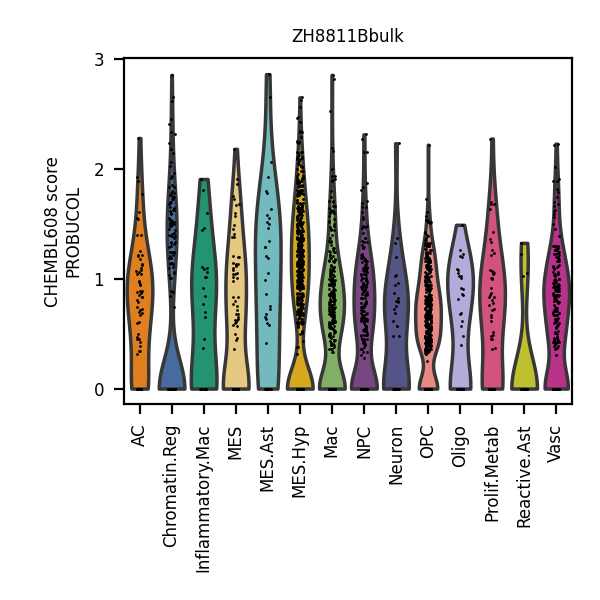 ZH8811Bbulk
CHEMBL608 score
PROBUCOL
3
2
1
0
AC
Chromatin.Reg
Inflammatory.Mac
MES
MES.Ast
MES.Hyp
Mac
NPC
Neuron
OPC
Oligo
Prolif.Metab
Reactive.Ast
Vasc